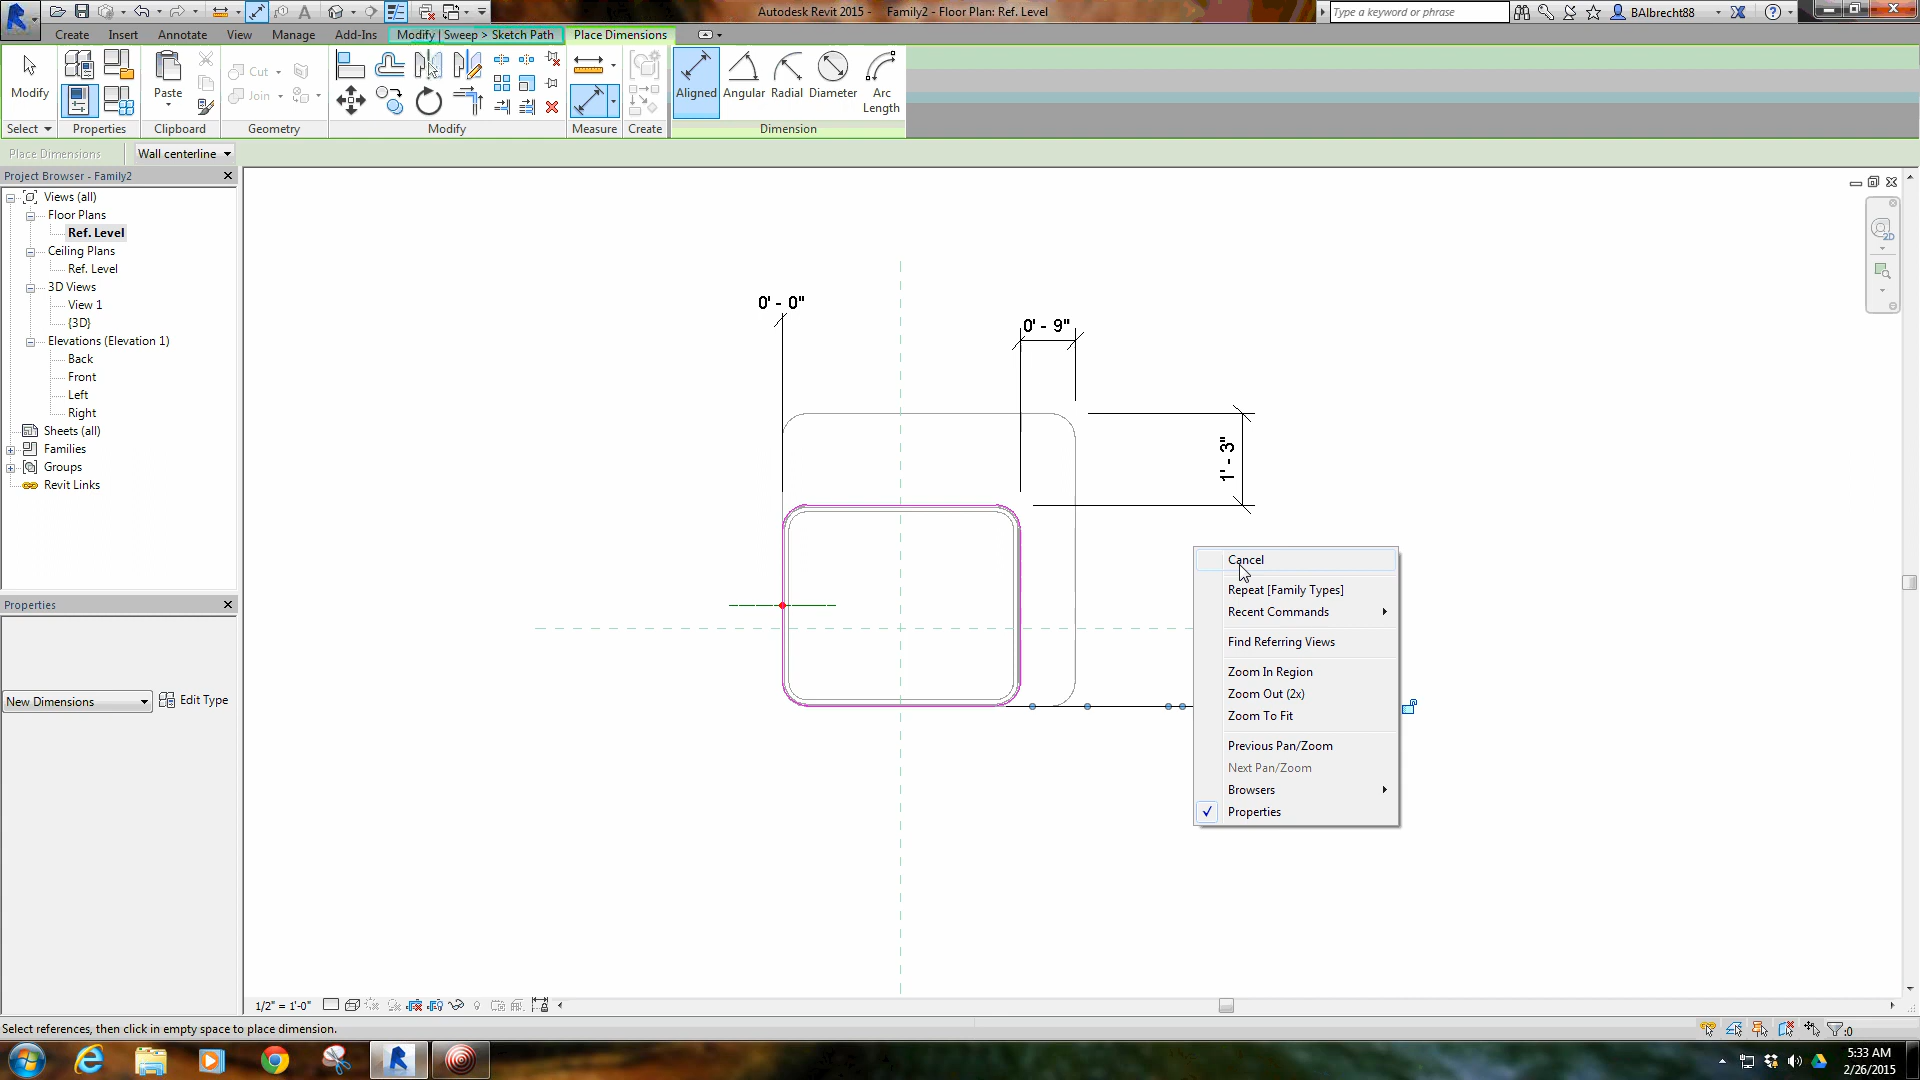 Autodesk Revit 2015 - Family2 - Floor Plan: Ref. Level
Type a keyword or phrase
BAlbrecht88
Create Insert Annotate View Manage Add-Ins Modify | Sweep > Sketch Path Place Dimensions
Modify
Paste
Cut
Join
Aligned Angular Radial Diameter Arc Length
Select Properties Clipboard Geometry Modify Measure Create Dimension
Place Dimensions Wall centerline
Project Browser - Family2
Views (all)
Floor Plans
Ref. Level
Ceiling Plans
Ref. Level
3D Views
View 1
{3D}
Elevations (Elevation 1)
Back
Front
Left
Right
Sheets (all)
Families
Groups
Revit Links
Properties
New Dimensions Edit Type
2D
0' - 0"
0' - 9"
1' - 3"
Cancel
Repeat [Family Types]
Recent Commands
Find Referring Views
Zoom In Region
Zoom Out (2x)
Zoom To Fit
Previous Pan/Zoom
Next Pan/Zoom
Browsers
Properties
1/2" = 1'-0"
Select references, then click in empty space to place dimension.
:0
5:33 AM
2/26/2015